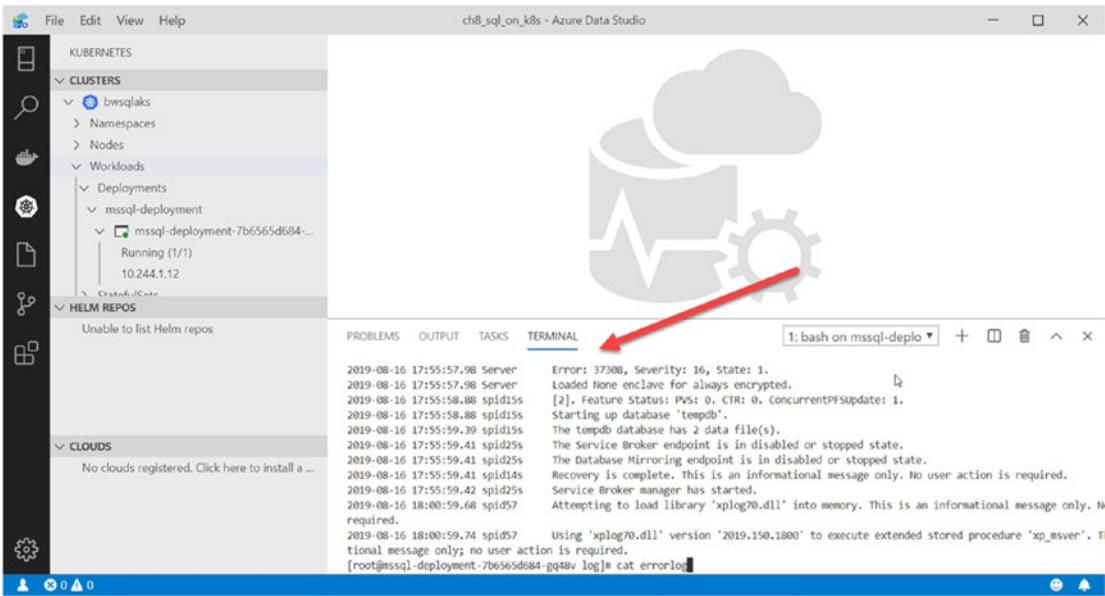 File Edit View Help
ch8_sql_on_k8s - Azure Data Studio
KUBERNETES
CLUSTERS
bwsqlaks
Namespaces
Nodes
Workloads
Deployments
mssql-deployment
mssql-deployment-7b6565d684-...
Running (1/1)
10.244.1.12
StatefulSets
HELM REPOS
Unable to list Helm repos
CLOUDS
No clouds registered. Click here to install a ...
PROBLEMS OUTPUT TASKS TERMINAL
1: bash on mssql-deplo
2019-08-16 17:55:57.98 Server Error: 37308, Severity: 16, State: 1.
2019-08-16 17:55:57.98 Server Loaded None enclave for always encrypted.
2019-08-16 17:55:58.88 spid15s [2]. Feature Status: PVS: 0. CTR: 0. ConcurrentPFSUpdate: 1.
2019-08-16 17:55:58.88 spid15s Starting up database 'tempdb'.
2019-08-16 17:55:59.39 spid15s The tempdb database has 2 data file(s).
2019-08-16 17:55:59.41 spid25s The Service Broker endpoint is in disabled or stopped state.
2019-08-16 17:55:59.41 spid25s The Database Mirroring endpoint is in disabled or stopped state.
2019-08-16 17:55:59.41 spid14s Recovery is complete. This is an informational message only. No user action is required.
2019-08-16 17:55:59.42 spid25s Service Broker manager has started.
2019-08-16 18:00:59.68 spid57 Attempting to load library 'xplog70.dll' into memory. This is an informational message only. N
required.
2019-08-16 18:00:59.74 spid57 Using 'xplog70.dll' version '2019.150.1800' to execute extended stored procedure 'xp_msver'. T
tional message only; no user action is required.
[root@mssql-deployment-7b6565d684-gq48v log]# cat errorlog
0 0